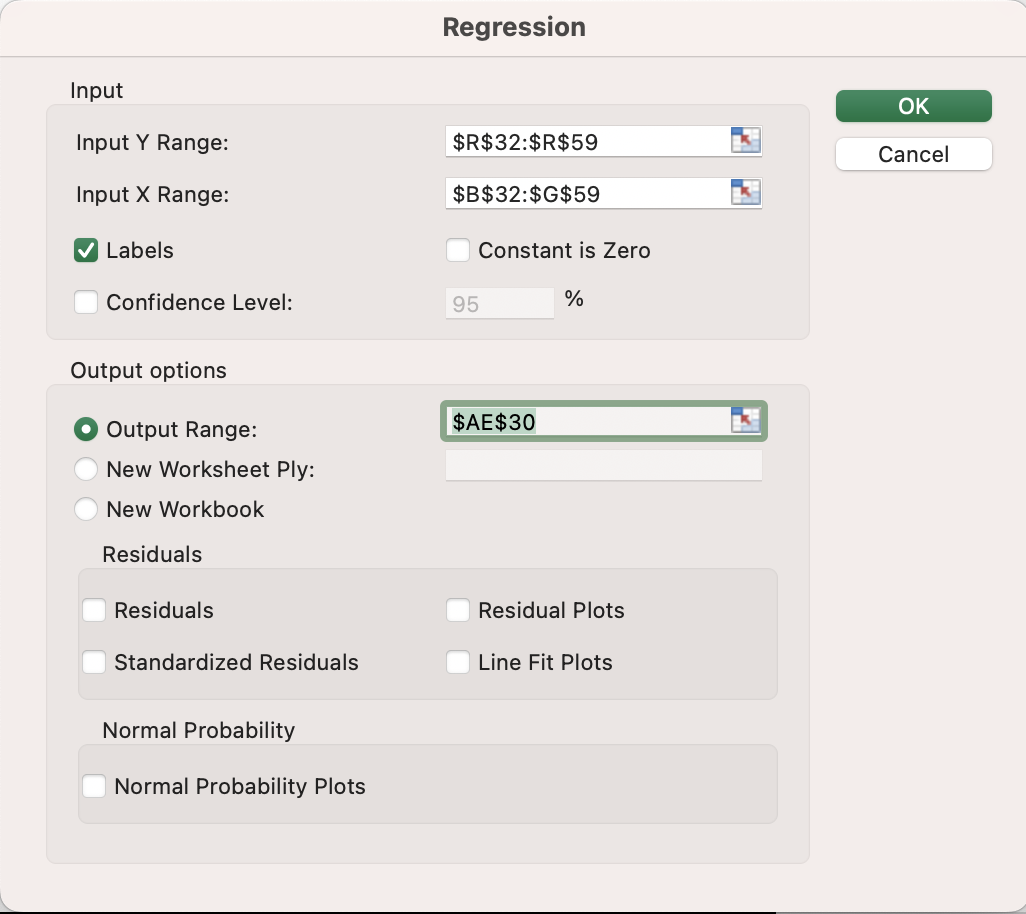 Regression
Input
OK
Input Y Range: $R$32:$R$59
Cancel
Input X Range: $B$32:$G$59
Labels Constant is Zero
Confidence Level: 95 %
Output options
Output Range: $AE$30
New Worksheet Ply:
New Workbook
Residuals
Residuals Residual Plots
Standardized Residuals Line Fit Plots
Normal Probability
Normal Probability Plots